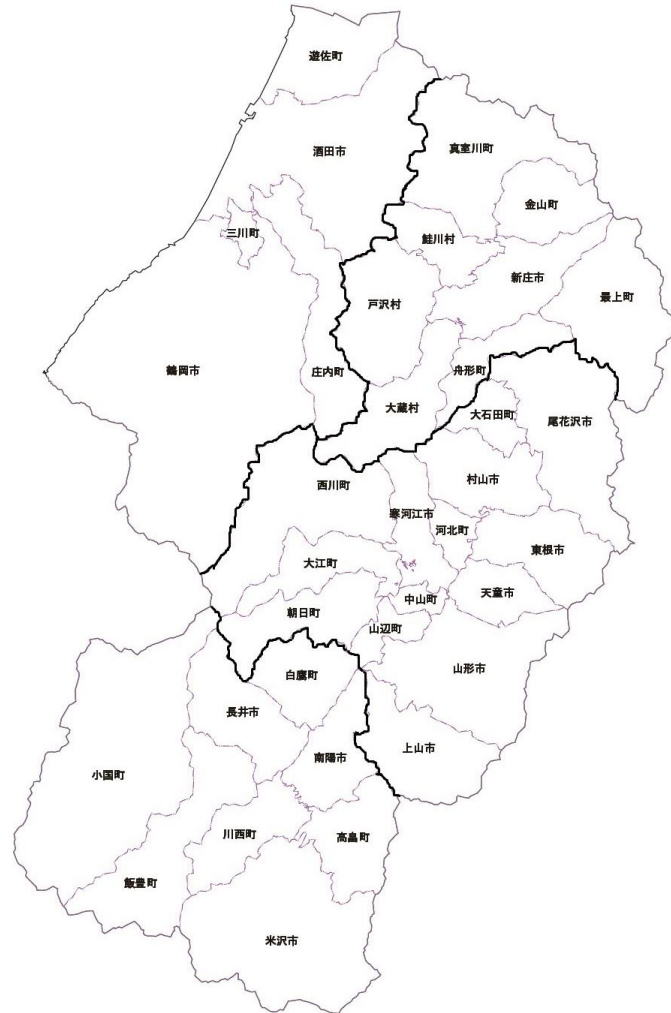 遊佐町
酒田市
真室川町
金山町
三川町
鮭川村
新庄市
戸沢村
最上町
鶴岡市
庄内町
舟形町
大蔵村
大石田町
尾花沢市
西川町
村山市
寒河江市
河北町
東根市
大江町
天童市
中山町
朝日町
山辺町
山形市
白鷹町
長井市
上山市
南陽市
小国町
川西町
高畠町
飯豊町
米沢市